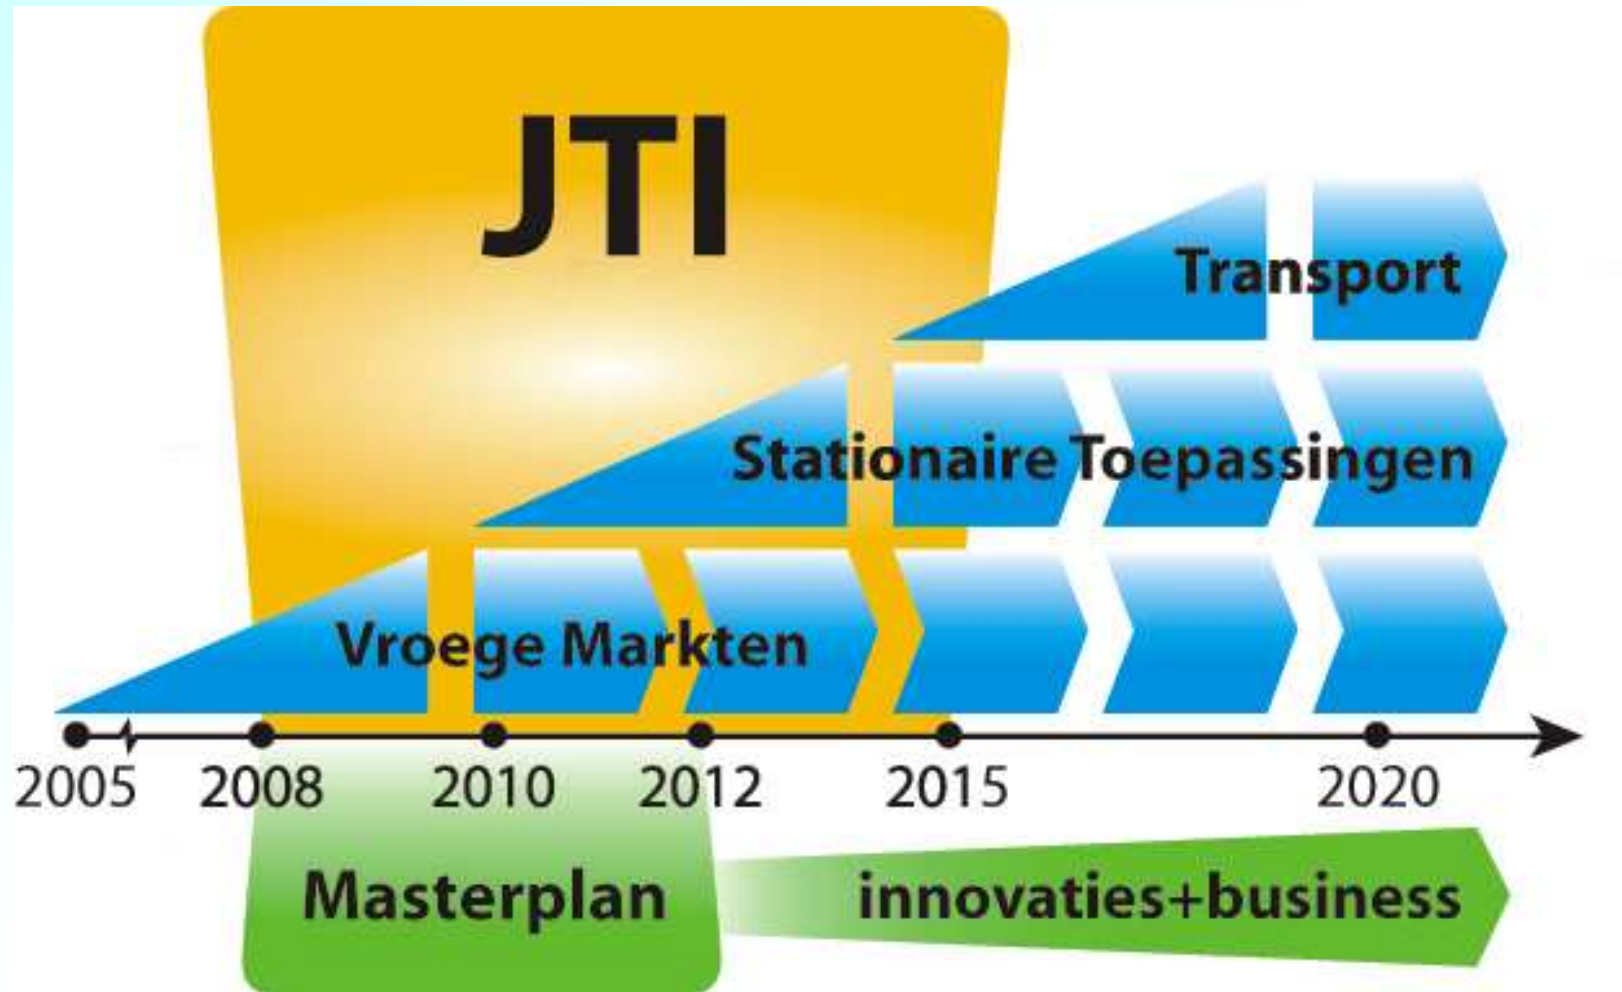 JTI
Transport
Stationaire Toepassingen
Vroege Markten
2005 2008 2010 2012 2015 2020
Masterplan innovaties+business